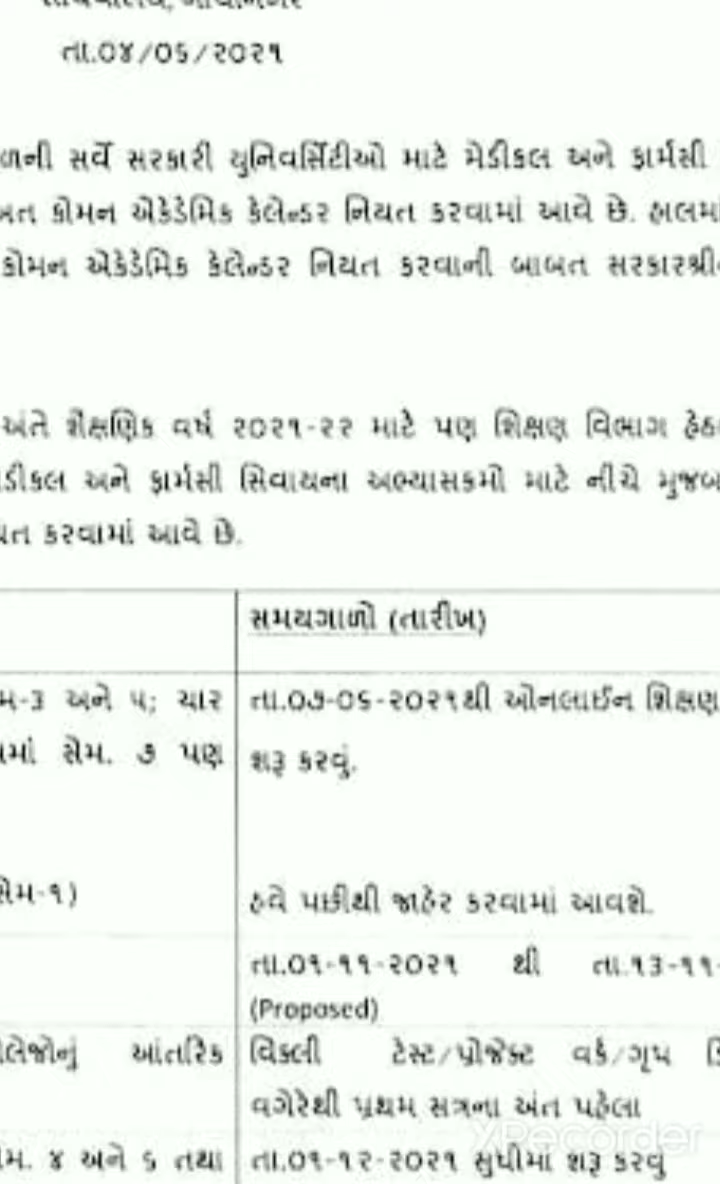 તા.૦૪/૦૬/૨૦૨૧
ળની સર્વે સરકારી યુનિવર્સિટીઓ માટે મેડીકલ અને ફાર્મસી
કોમન એકેડેમિક કેલેન્ડર નિયત કરવામાં આવે છે. હાલમાં
કોમન એકેડેમિક કેલેન્ડર નિયત કરવાની બાબત સરકારશ્રીન
અંતે શૈક્ષણિક વર્ષ ૨૦૨૧-૨૨ માટે પણ શિક્ષણ વિભાગ હેઠ
ડીકલ અને ફાર્મસી સિવાયના અભ્યાસક્રમો માટે નીચે મુજબ
યત કરવામાં આવે છે.
સમયગાળો (તારીખ)
મ-૩ અને ૫; ચાર તા.૦૭-૦૬-૨૦૨૧થી ઓનલાઈન શિક્ષણ
માં સેમ. ૭ પણ શરૂ કરવું.
સેમ-૧) હવે પછીથી જાહેર કરવામાં આવશે.
તા.૦૧-૧૧-૨૦૨૧ થી તા.૧૩-૧૧-
(Proposed)
લેજોનું આંતરિક વિકલી ટેસ્ટ/પ્રોજેક્ટ વર્ક/ગૃપ
વગેરેથી પ્રથમ સત્રના અંત પહેલા
મ. ૪ અને ૬ તથા તા.૦૧-૧૨-૨૦૨૧ સુધીમાં શરૂ કરવું
XRecorder